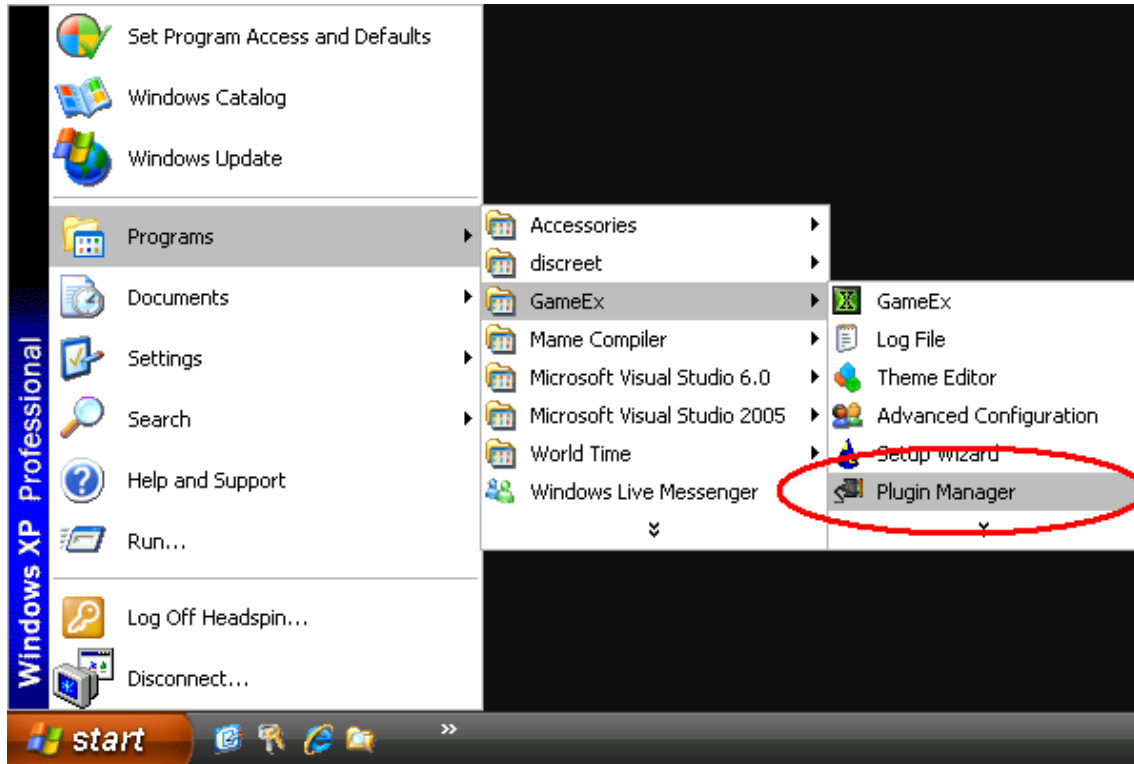 Set Program Access and Defaults
Windows Catalog
Windows Update
Programs
Documents
Settings
Search
Help and Support
Run...
Log Off Headspin...
Disconnect...
Windows XP Professional
Accessories
discreet
GameEx
Mame Compiler
Microsoft Visual Studio 6.0
Microsoft Visual Studio 2005
World Time
Windows Live Messenger
GameEx
Log File
Theme Editor
Advanced Configuration
Setup Wizard
Plugin Manager
start